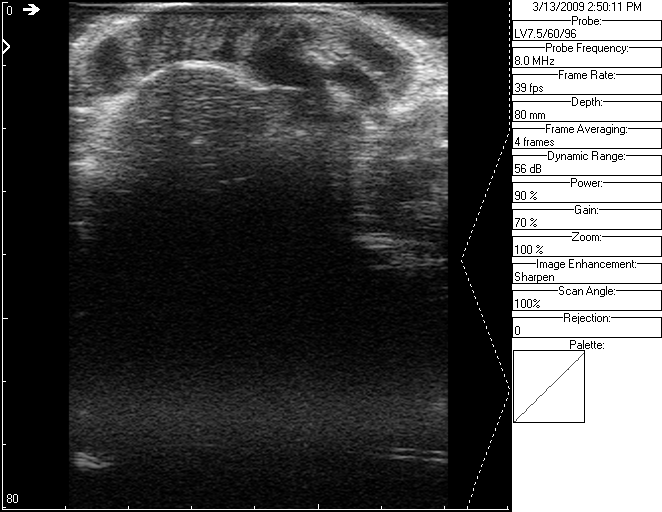 0
3/13/2009 2:50:11 PM
Probe:
LV7.5/60/96
Probe Frequency:
8.0 MHz
Frame Rate:
39 fps
Depth:
80 mm
Frame Averaging:
4 frames
Dynamic Range:
56 dB
Power:
90 %
Gain:
70 %
Zoom:
100 %
Image Enhancement:
Sharpen
Scan Angle:
100%
Rejection:
0
Palette:
80